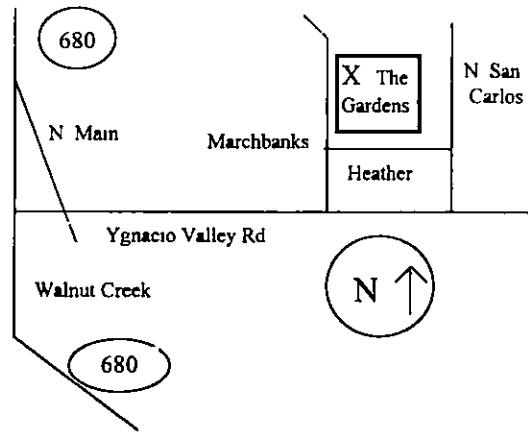 680
X The
Gardens
N San
Carlos
N Main
Marchbanks
Heather
Ygnacio Valley Rd
Walnut Creek
N
680